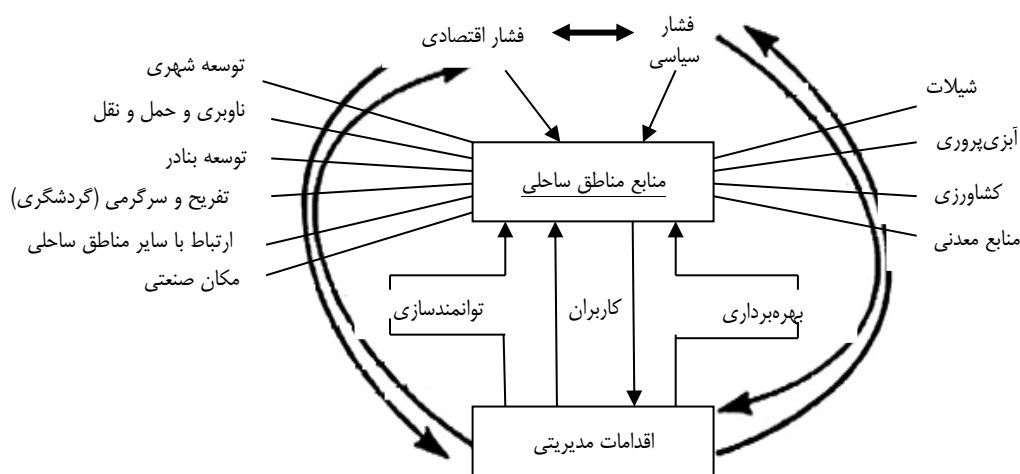 فشار اقتصادی
فشار
سیاسی
توسعه شهری
ناوبری و حمل و نقل
توسعه بنادر
تفریح و سرگرمی (گردشگری)
ارتباط با سایر مناطق ساحلی
مکان صنعتی
منابع مناطق ساحلی
شیلات
آبزی‌پروری
کشاورزی
منابع معدنی
توانمندسازی
کاربران
بهره‌برداری
اقدامات مدیریتی